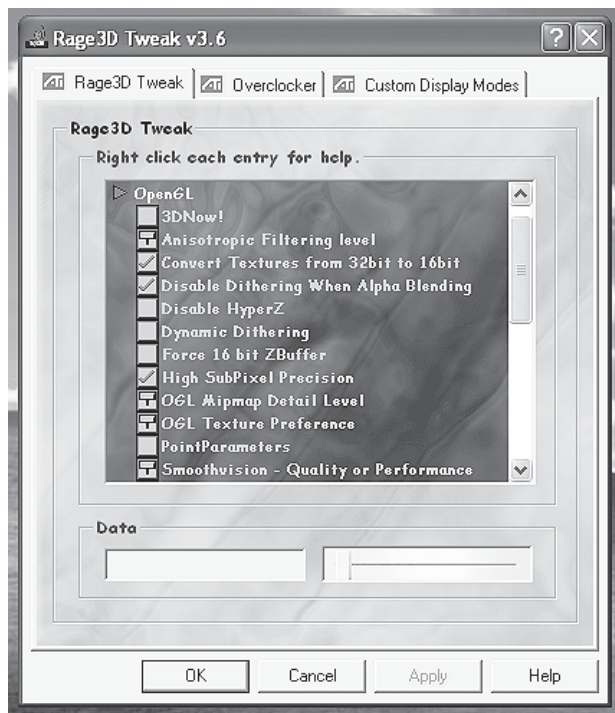 Rage3D Tweak v3.6
Rage3D Tweak
Overclocker
Custom Display Modes
Rage3D Tweak
Right click each entry for help.
OpenGL
3DNow!
Anisotropic Filtering level
Convert Textures from 32bit to 16bit
Disable Dithering When Alpha Blending
Disable HyperZ
Dynamic Dithering
Force 16 bit ZBuffer
High SubPixel Precision
OGL Mipmap Detail Level
OGL Texture Preference
PointParameters
Smoothvision - Quality or Performance
Data
OK
Cancel
Apply
Help